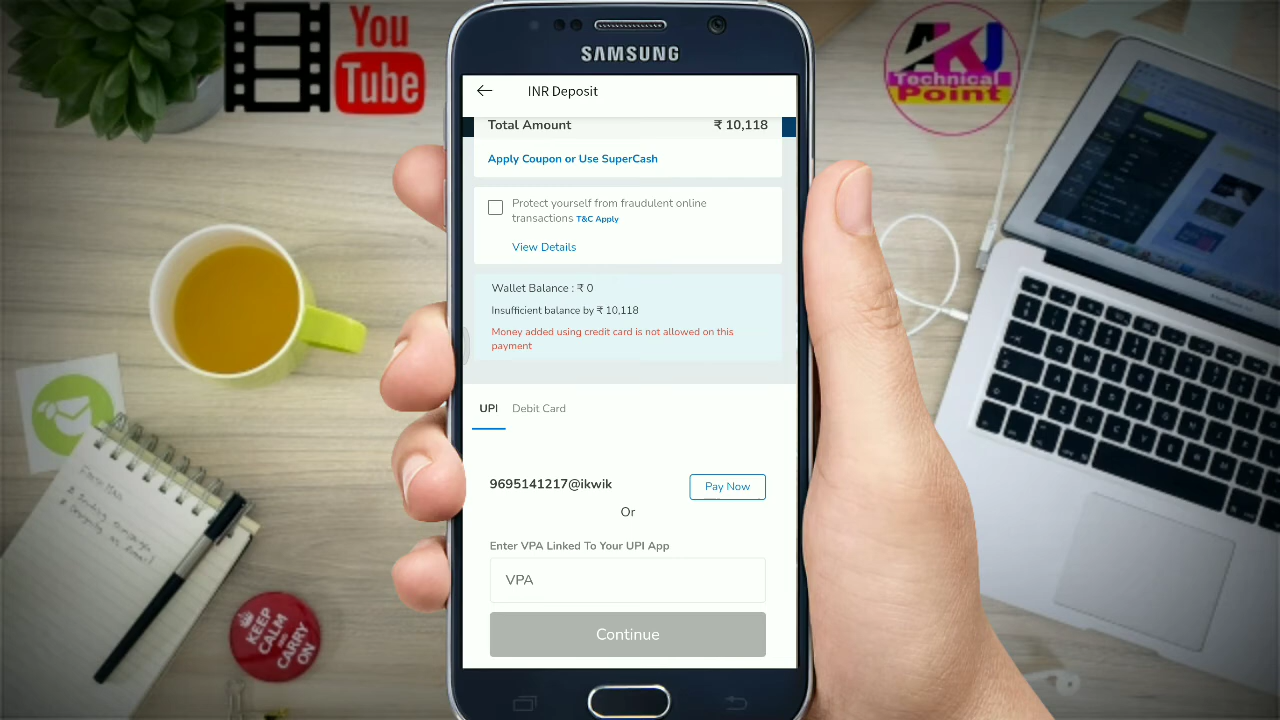 You
Tube
SAMSUNG
AKJ
Technical
Point
INR Deposit
Total Amount ₹ 10,118
Apply Coupon or Use SuperCash
Protect yourself from fraudulent online
transactions T&C Apply
View Details
Wallet Balance : ₹ 0
Insufficient balance by ₹ 10,118
Money added using credit card is not allowed on this
payment
UPI Debit Card
9695141217@ikwik Pay Now
Or
Enter VPA Linked To Your UPI App
VPA
Continue
KEEP
CALM
AND
CARRY
ON